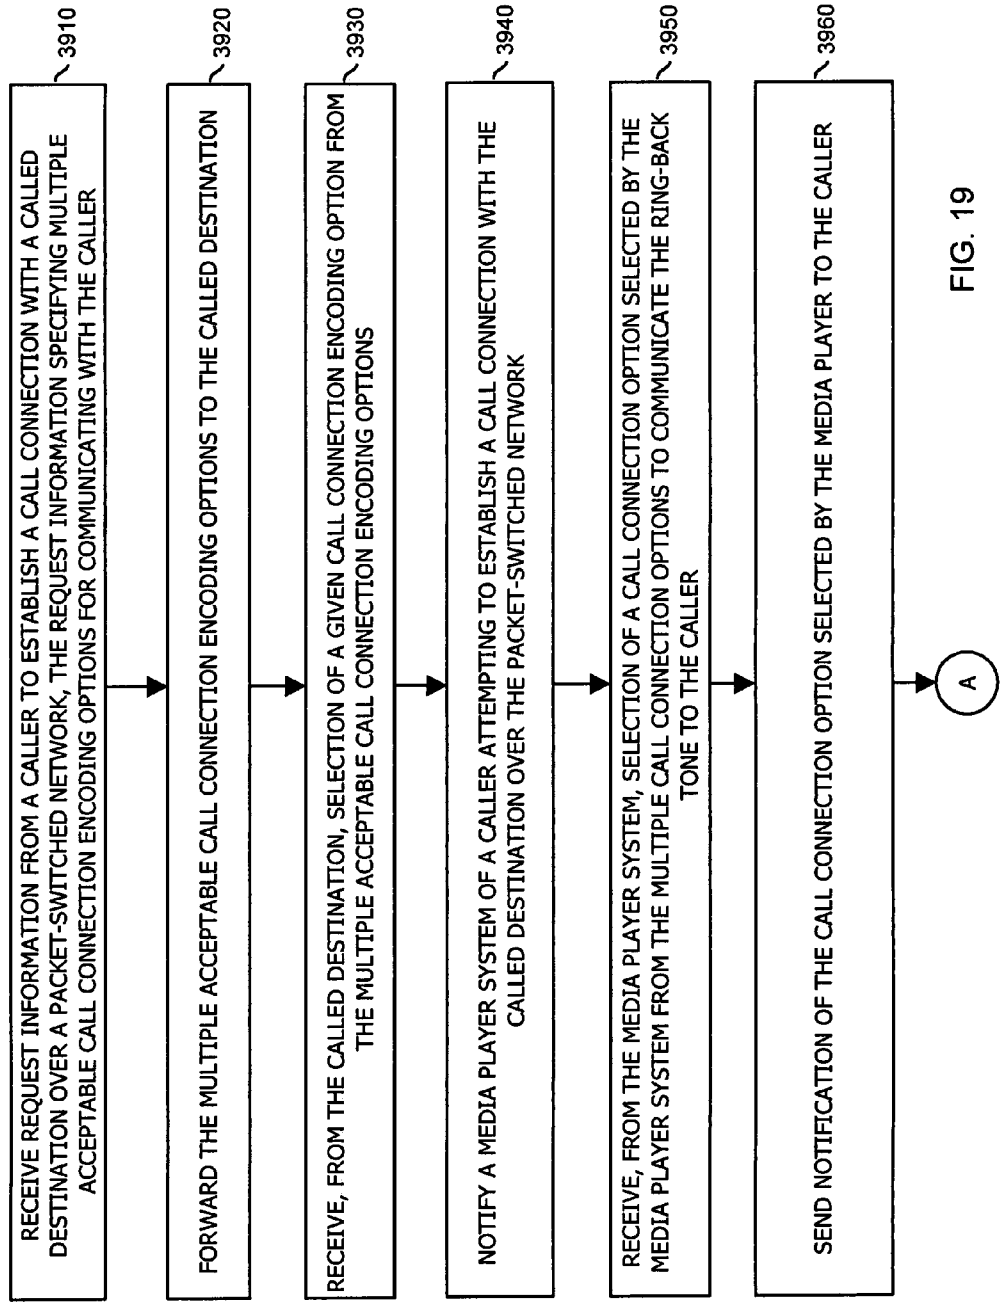 RECEIVE REQUEST INFORMATION FROM A CALLER TO ESTABLISH A CALL CONNECTION WITH A CALLED
DESTINATION OVER A PACKET-SWITCHED NETWORK, THE REQUEST INFORMATION SPECIFYING MULTIPLE
ACCEPTABLE CALL CONNECTION ENCODING OPTIONS FOR COMMUNICATING WITH THE CALLER
3910
FORWARD THE MULTIPLE ACCEPTABLE CALL CONNECTION ENCODING OPTIONS TO THE CALLED DESTINATION
3920
RECEIVE, FROM THE CALLED DESTINATION, SELECTION OF A GIVEN CALL CONNECTION ENCODING OPTION FROM
THE MULTIPLE ACCEPTABLE CALL CONNECTION ENCODING OPTIONS
3930
NOTIFY A MEDIA PLAYER SYSTEM OF A CALLER ATTEMPTING TO ESTABLISH A CALL CONNECTION WITH THE
CALLED DESTINATION OVER THE PACKET-SWITCHED NETWORK
3940
RECEIVE, FROM THE MEDIA PLAYER SYSTEM, SELECTION OF A CALL CONNECTION OPTION SELECTED BY THE
MEDIA PLAYER SYSTEM FROM THE MULTIPLE CALL CONNECTION OPTIONS TO COMMUNICATE THE RING-BACK
TONE TO THE CALLER
3950
SEND NOTIFICATION OF THE CALL CONNECTION OPTION SELECTED BY THE MEDIA PLAYER TO THE CALLER
3960
A
FIG. 19